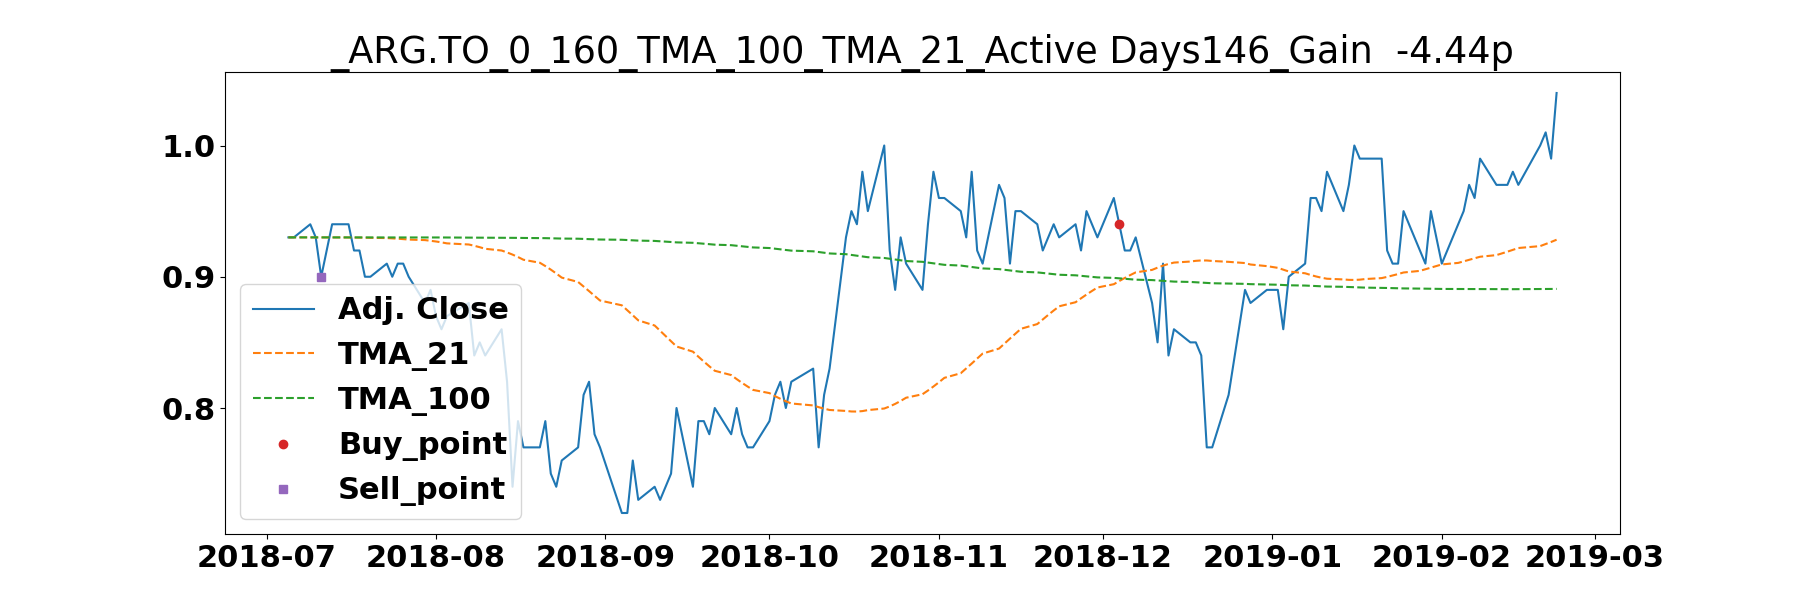 _ARG.TO_0_160_TMA_100_TMA_21_Active Days146_Gain  -4.44p
1.0
0.9
0.8
Adj. Close
TMA_21
TMA_100
Buy_point
Sell_point
2018-07 2018-08 2018-09 2018-10 2018-11 2018-12 2019-01 2019-02 2019-03